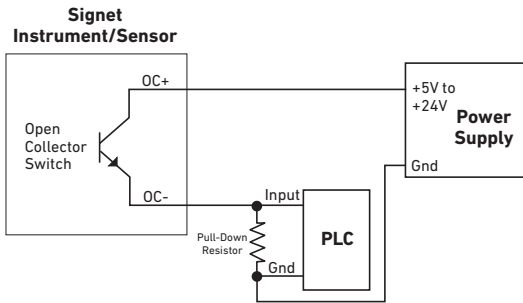 Signet
Instrument/Sensor
OC+
Open
Collector
Switch
OC-
+5V to
+24V
Power
Supply
Gnd
Input
Pull-Down
Resistor
PLC
Gnd